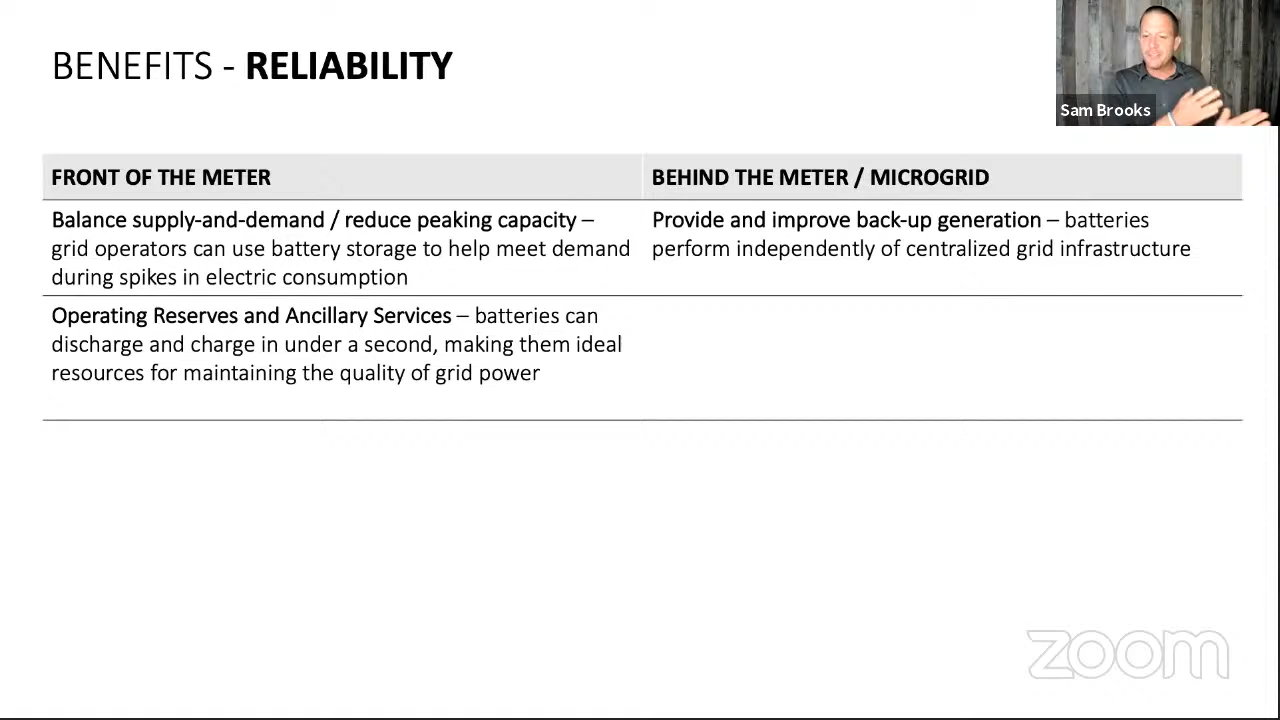 BENEFITS - RELIABILITY
Sam Brooks
FRONT OF THE METER
BEHIND THE METER / MICROGRID
Balance supply-and-demand / reduce peaking capacity –
grid operators can use battery storage to help meet demand
during spikes in electric consumption
Provide and improve back-up generation – batteries
perform independently of centralized grid infrastructure
Operating Reserves and Ancillary Services – batteries can
discharge and charge in under a second, making them ideal
resources for maintaining the quality of grid power
zoom